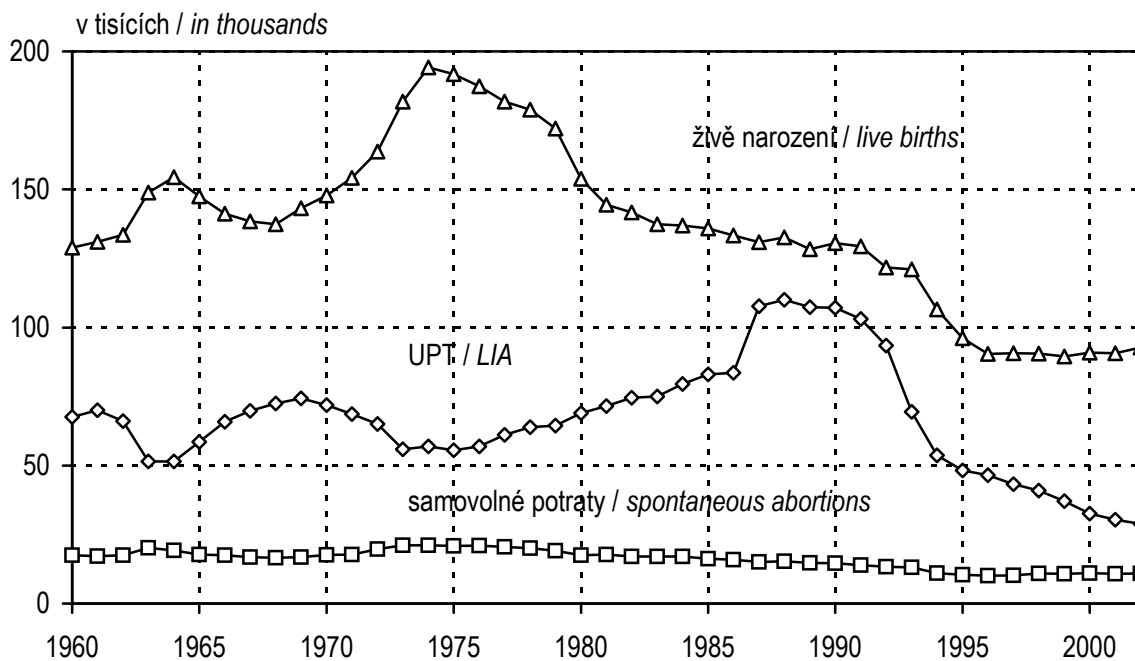 v tisících / in thousands
200
živě narození / live births
150
100
UPT / LIA
50
samovolné potraty / spontaneous abortions
0
1960 1965 1970 1975 1980 1985 1990 1995 2000